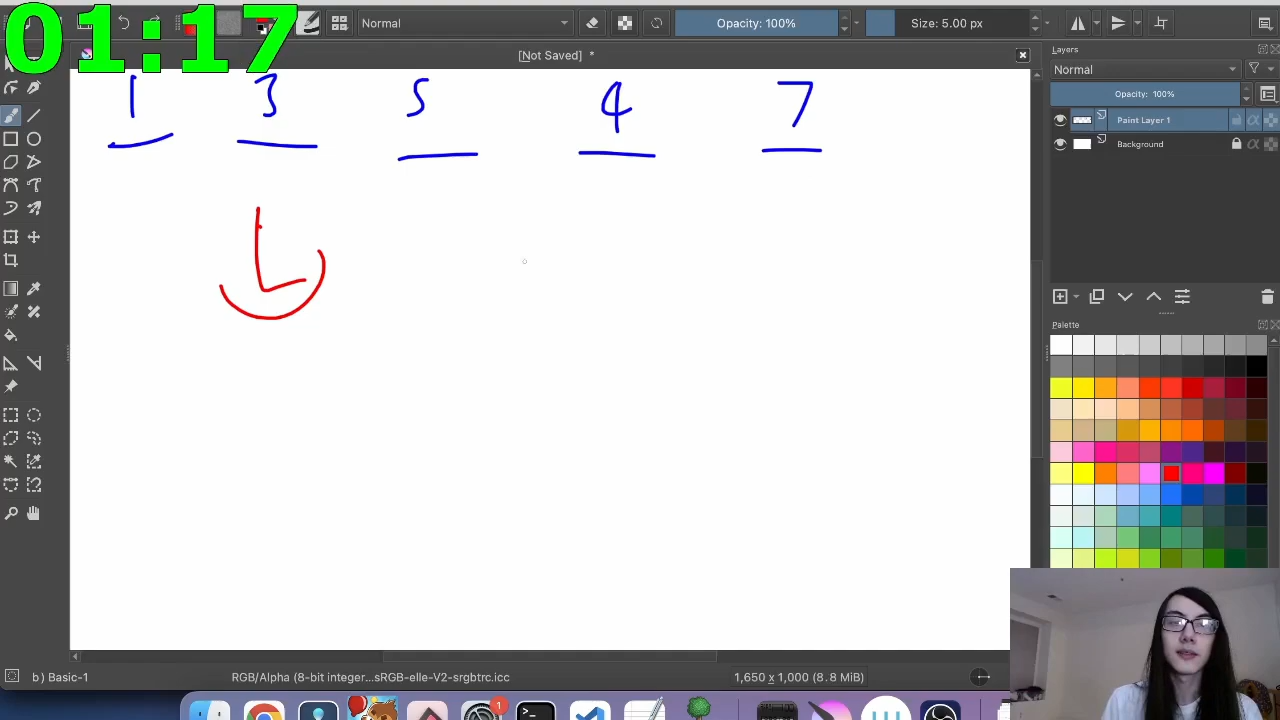 01:17
Normal
Opacity: 100%
Size: 5.00 px
[Not Saved] *
Layers
Normal
Opacity: 100%
Paint Layer 1
Background
1 3 5 4 7
L
Palette
b) Basic-1
RGB/Alpha (8-bit integer...sRGB-elle-V2-srgbtrc.icc
1,650 x 1,000 (8.8 MiB)
1